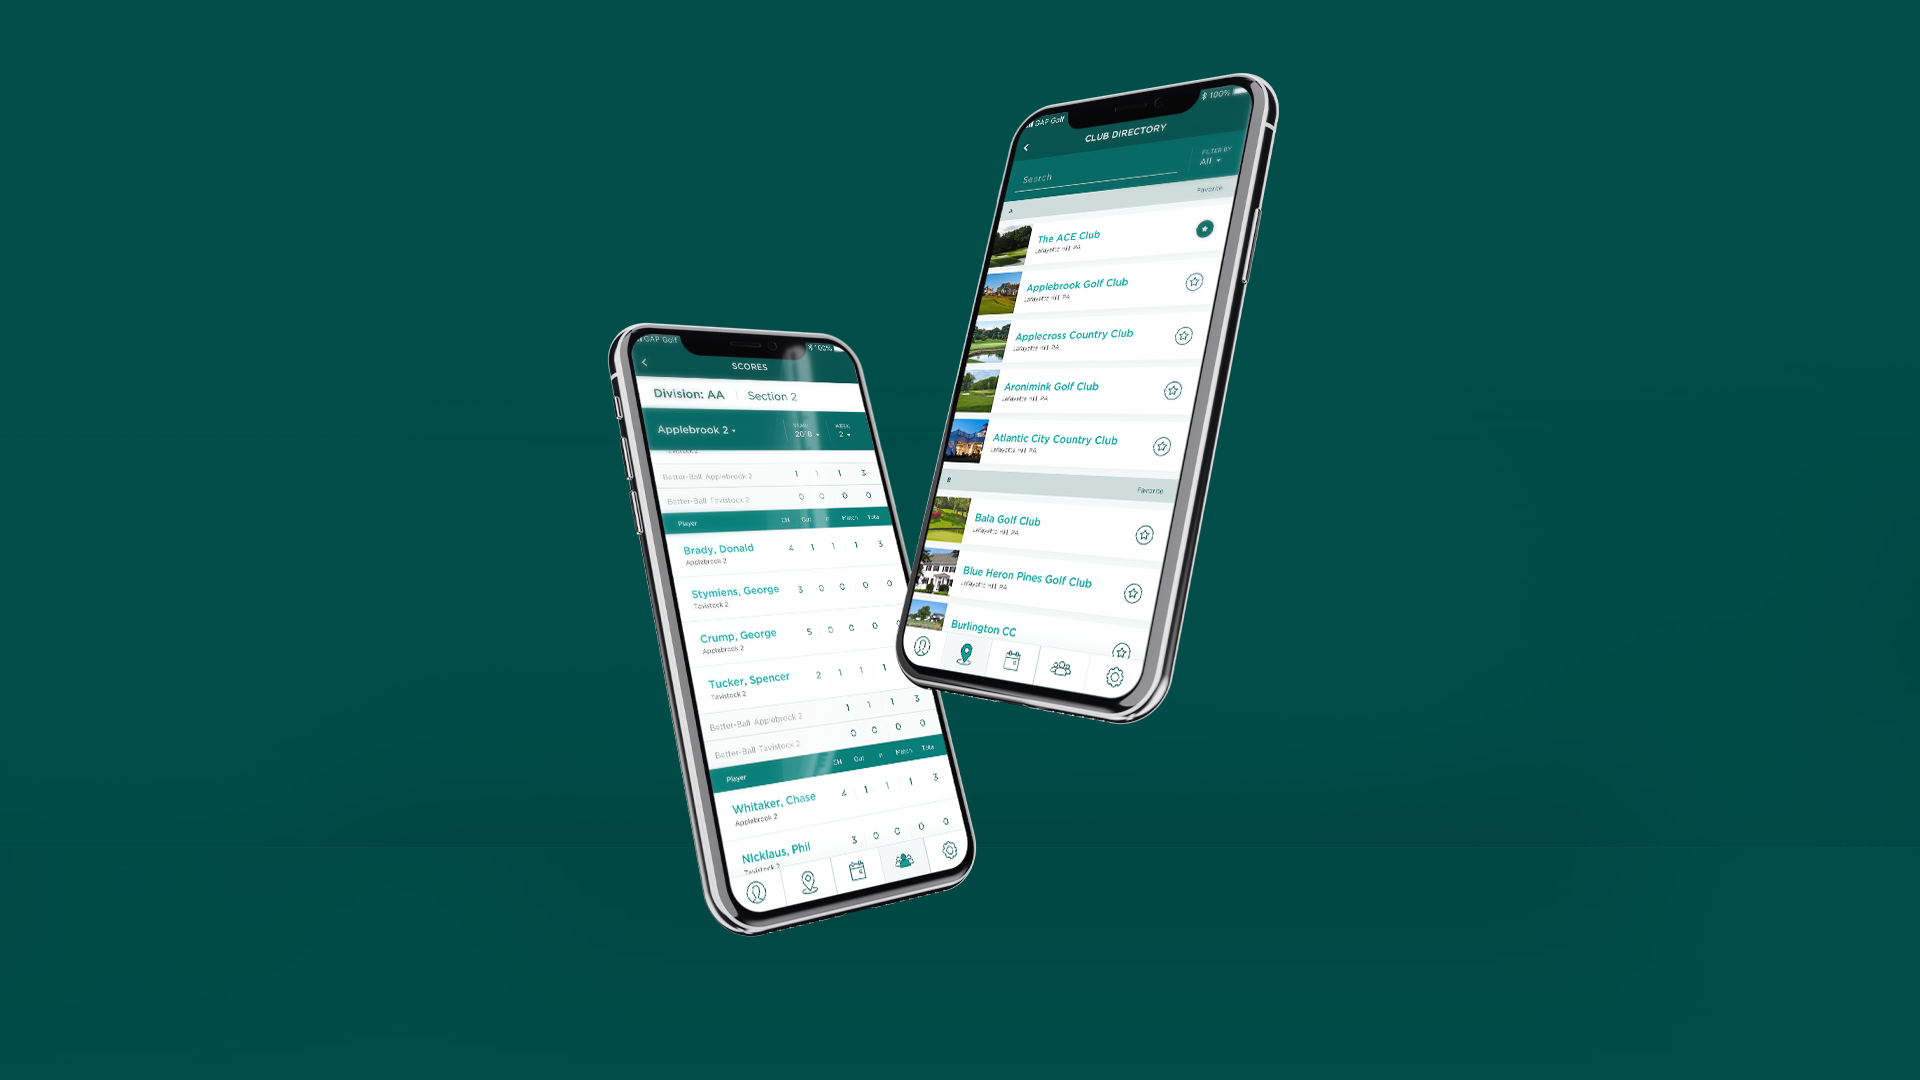 GAP Golf
100%
SCORES
Division: AA
Section 2
Applebrook 2
YEAR:
2018
WEEK:
2
Tavistock 2
Better-Ball Applebrook 2 1 1 1 3
Better-Ball Tavistock 2 0 0 0 0
Player CH Out In Match Total
Brady, Donald 4 1 1 1 3
Applebrook 2
Stymiens, George 3 0 0 0 0
Tavistock 2
Crump, George 5 0 0 0
Applebrook 2
Tucker, Spencer 2 1 1 1
Tavistock 2
Better-Ball Applebrook 2 1 1 1 3
Better-Ball Tavistock 2 0 0 0 0
Player CH Out Match Total
Whitaker, Chase 4 1 1 1 3
Applebrook 2
NIcklaus, Phil 3 0 0 0 0
Tavistock 2
GAP Golf
100%
CLUB DIRECTORY
Search
FILTER BY
All
A Favorite
The ACE Club
Lafayette Hill PA
Applebrook Golf Club
Lafayette Hill PA
Applecross Country Club
Lafayette Hill PA
Aronimink Golf Club
Lafayette Hill PA
Atlantic City Country Club
Lafayette Hill PA
B Favorite
Bala Golf Club
Lafayette Hill PA
Blue Heron Pines Golf Club
Lafayette Hill PA
Burlington CC